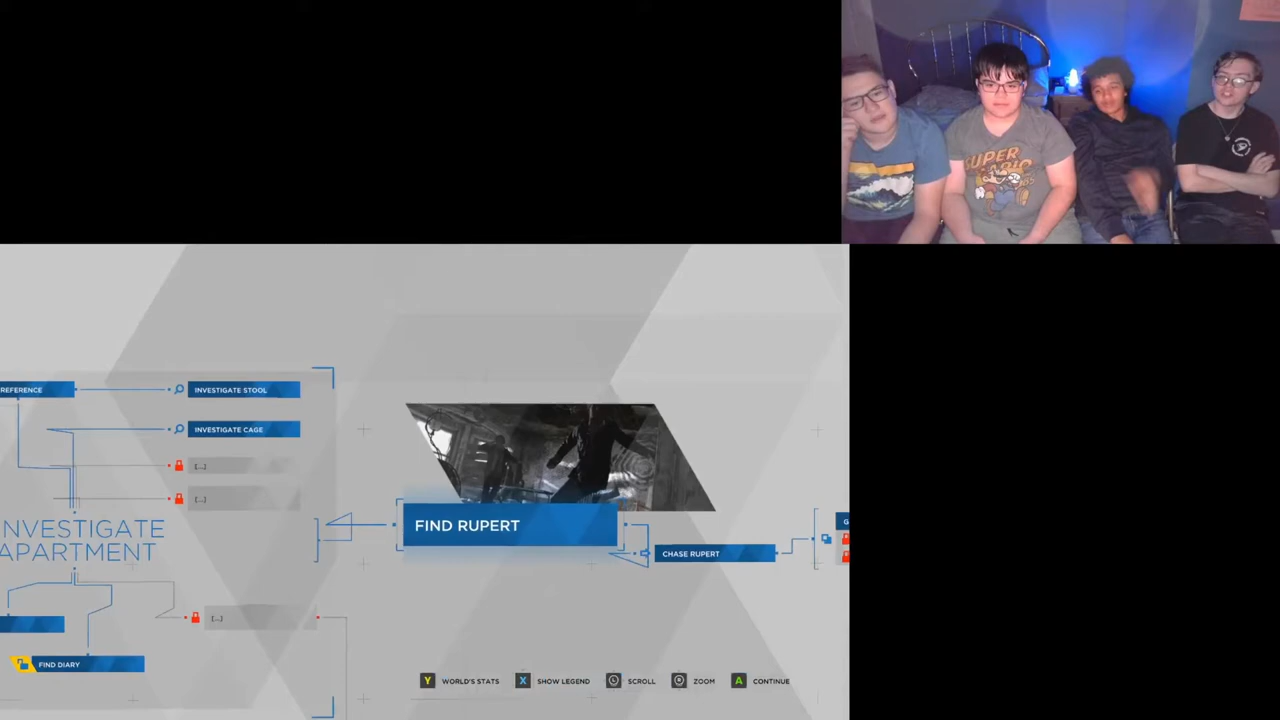 SUPER
MARIO
REFERENCE
INVESTIGATE STOOL
INVESTIGATE CAGE
[...]
[...]
INVESTIGATE
APARTMENT
FIND RUPERT
CHASE RUPERT
G
[...]
FIND DIARY
Y WORLD'S STATS
X SHOW LEGEND
SCROLL
ZOOM
A CONTINUE